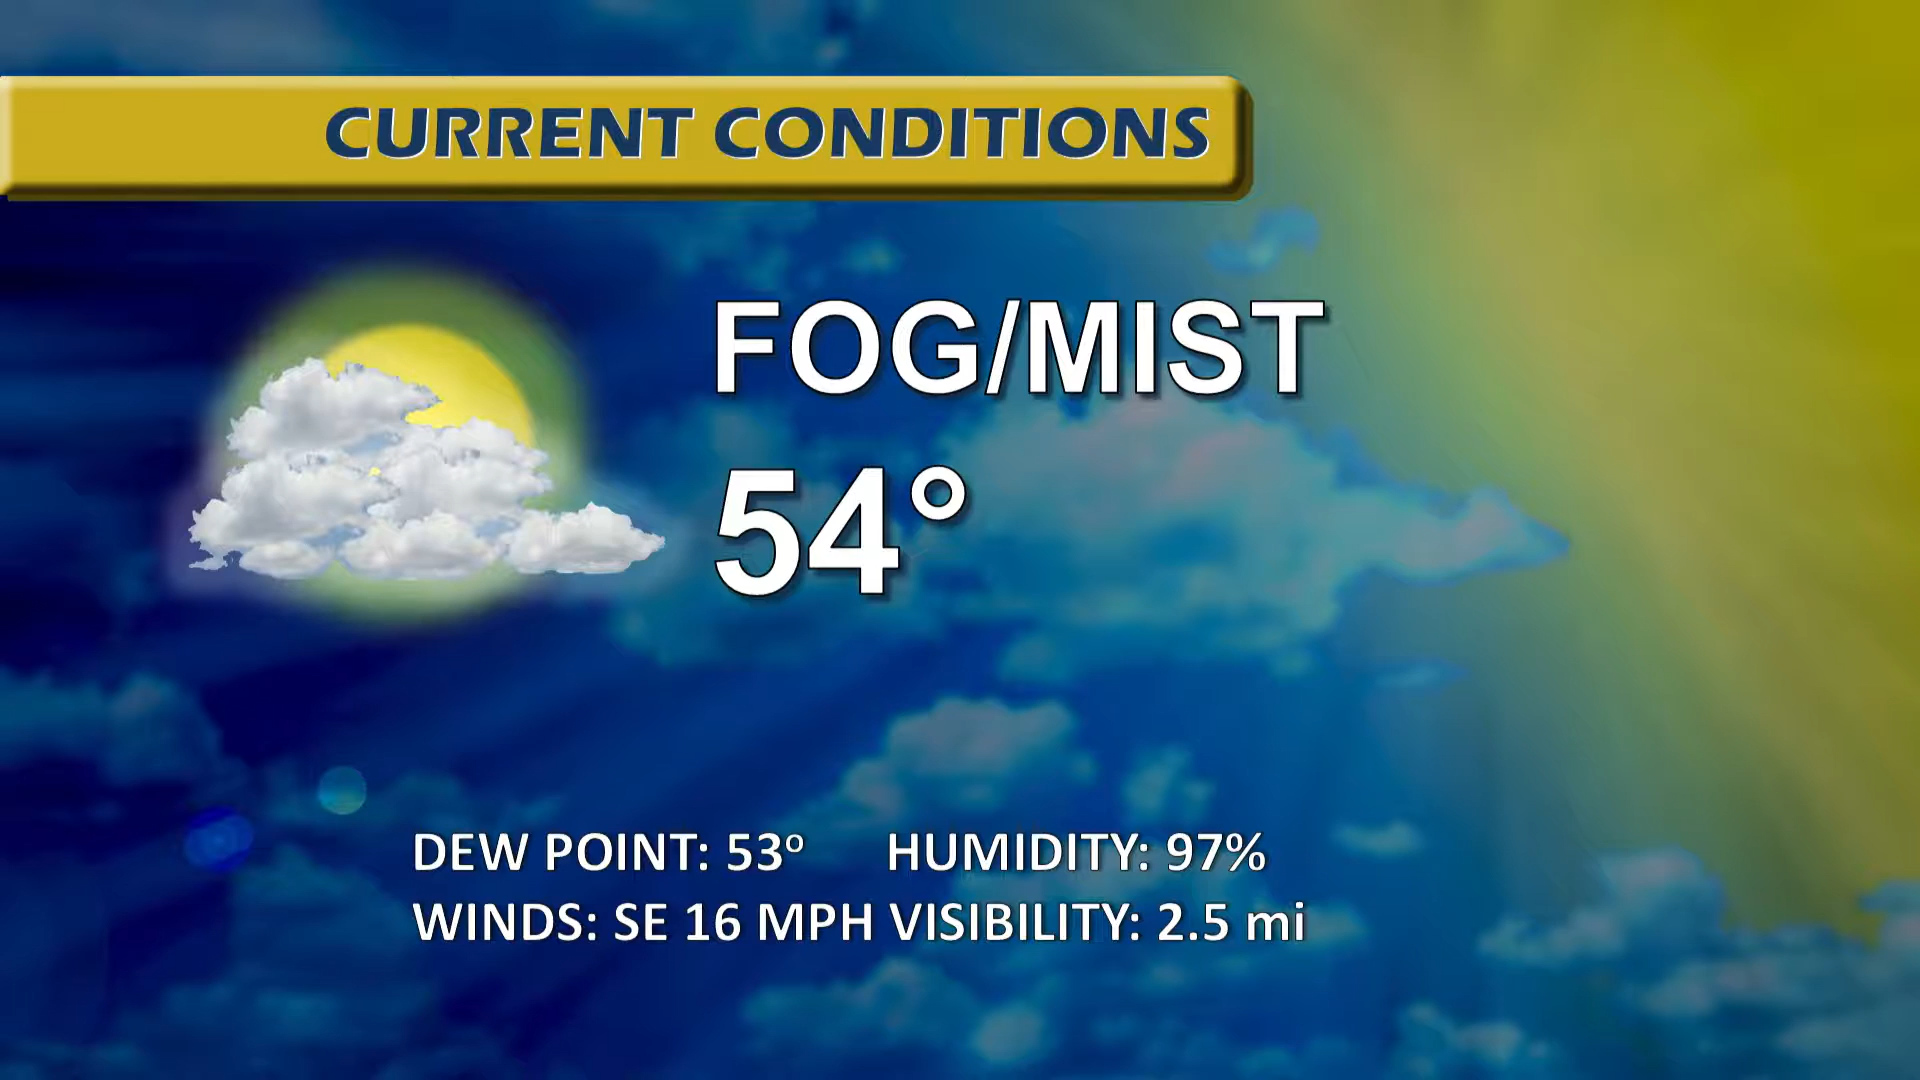 CURRENT CONDITIONS
FOG/MIST
54°
DEW POINT: 53º HUMIDITY: 97%
WINDS: SE 16 MPH VISIBILITY: 2.5 mi